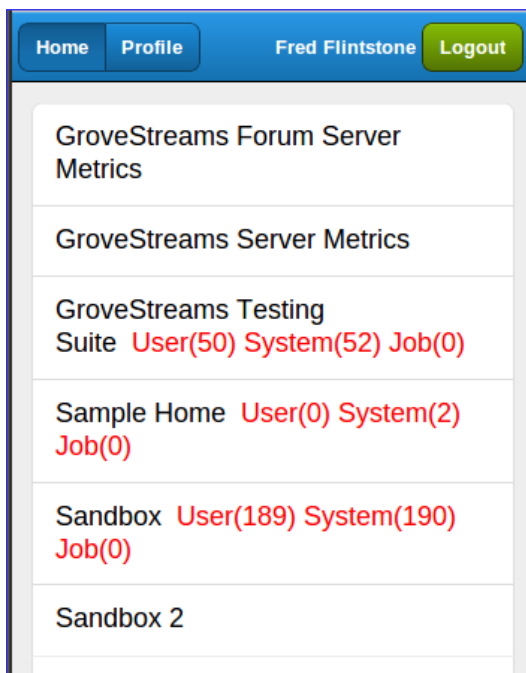 Home Profile Fred Flintstone Logout
GroveStreams Forum Server
Metrics
GroveStreams Server Metrics
GroveStreams Testing
Suite User(50) System(52) Job(0)
Sample Home User(0) System(2)
Job(0)
Sandbox User(189) System(190)
Job(0)
Sandbox 2